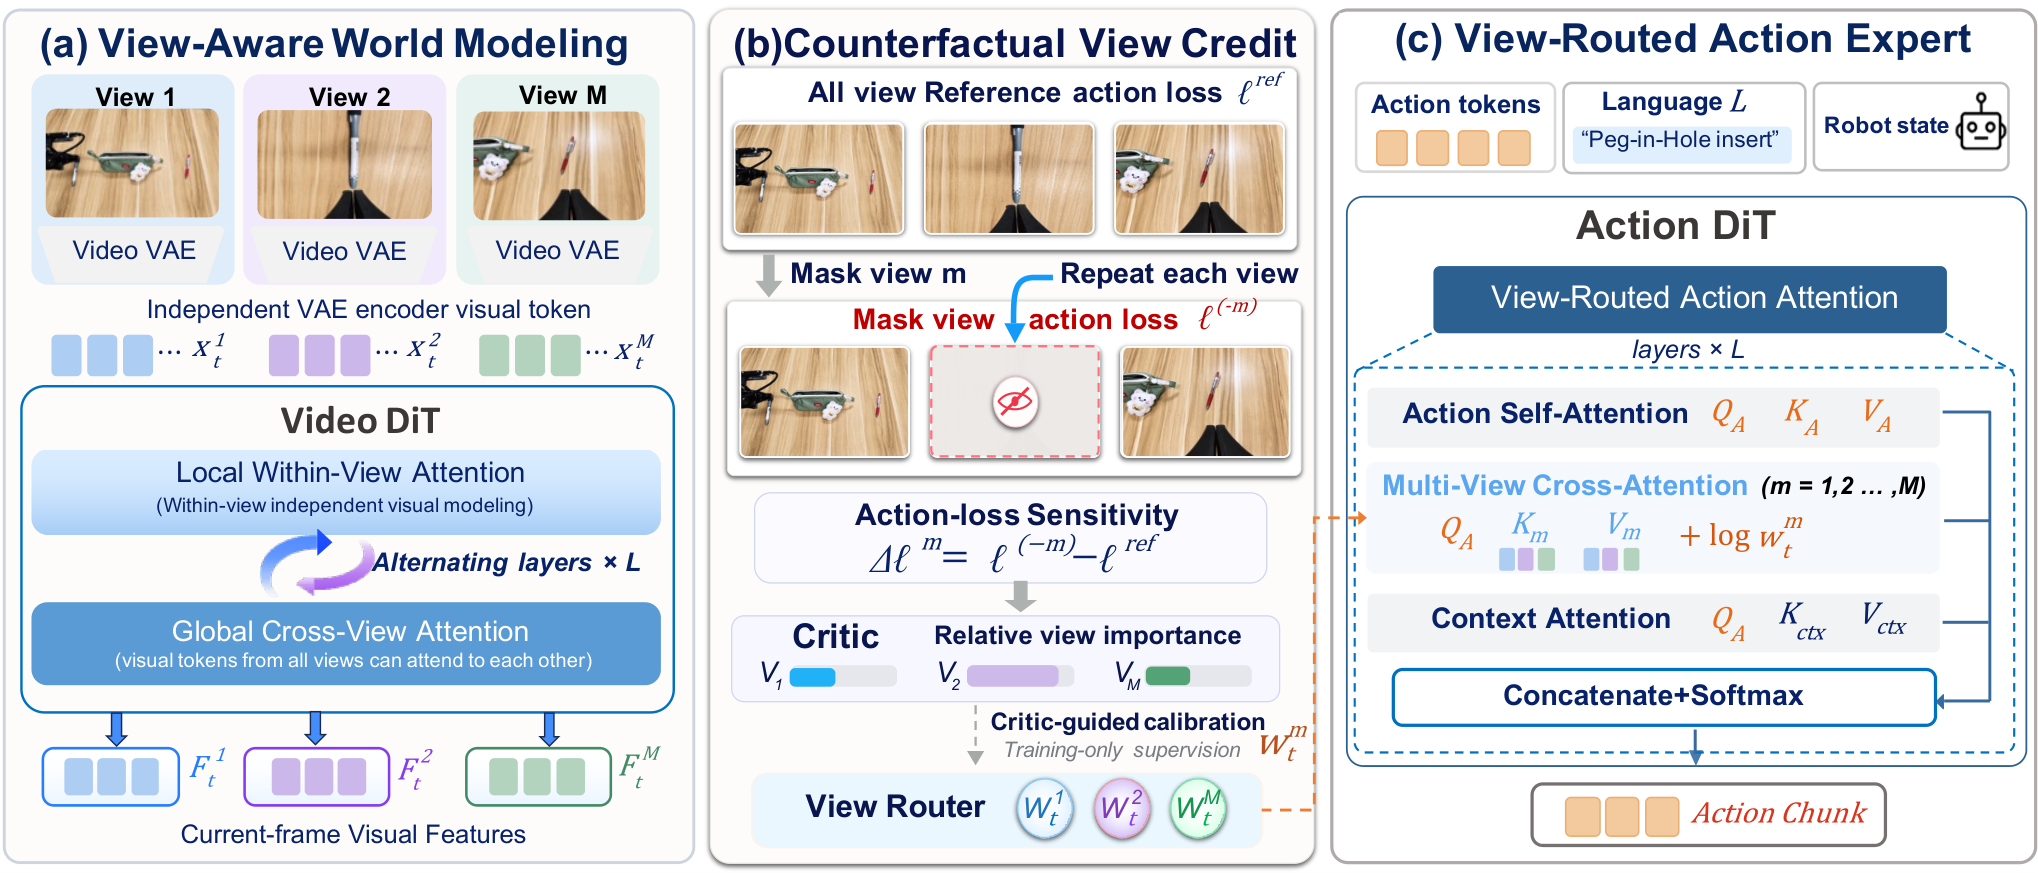 (a) View-Aware World Modeling
View 1
View 2
View M
Video VAE
Video VAE
Video VAE
Independent VAE encoder visual token
... x_t^1
... x_t^2
... x_t^M
Video DiT
Local Within-View Attention
(Within-view independent visual modeling)
Alternating layers × L
Global Cross-View Attention
(visual tokens from all views can attend to each other)
F_t^1
F_t^2
F_t^M
Current-frame Visual Features
(b)Counterfactual View Credit
All view Reference action loss ℓ^ref
Mask view m
Repeat each view
Mask view action loss ℓ^(-m)
Action-loss Sensitivity
Δℓ^m = ℓ^(−m) − ℓ^ref
Critic
Relative view importance
V_1
V_2
V_M
Critic-guided calibration
Training-only supervision
W_t^m
View Router
W_t^1
W_t^2
W_t^M
(c) View-Routed Action Expert
Action tokens
Language L
“Peg-in-Hole insert”
Robot state
Action DiT
View-Routed Action Attention
layers × L
Action Self-Attention Q_A K_A V_A
Multi-View Cross-Attention (m = 1,2 … ,M)
Q_A K_m V_m + log w_t^m
Context Attention Q_A K_ctx V_ctx
Concatenate+Softmax
Action Chunk